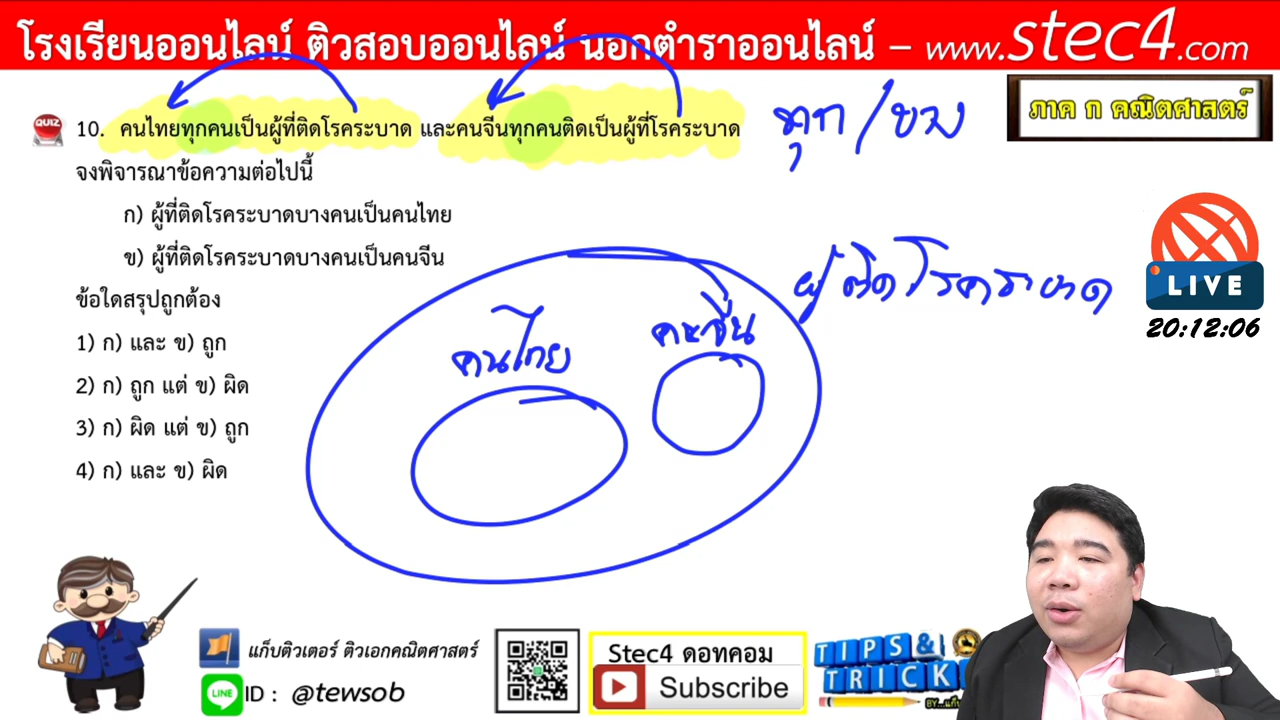 โรงเรียนออนไลน์ ติวสอบออนไลน์ นอกตำราออนไลน์ – www.stec4.com
ภาค ก คณิตศาสตร์
QUIZ
10. คนไทยทุกคนเป็นผู้ที่ติดโรคระบาด และคนจีนทุกคนติดเป็นผู้ที่โรคระบาด
ทุก / บาง
จงพิจารณาข้อความต่อไปนี้
ก) ผู้ที่ติดโรคระบาดบางคนเป็นคนไทย
ข) ผู้ที่ติดโรคระบาดบางคนเป็นคนจีน
ข้อใดสรุปถูกต้อง
1) ก) และ ข) ถูก
2) ก) ถูก แต่ ข) ผิด
3) ก) ผิด แต่ ข) ถูก
4) ก) และ ข) ผิด
ผู้ติดโรคระบาด
คนไทย
คนจีน
LIVE
20:12:06
แก็บติวเตอร์ ติวเอกคณิตศาสตร์
LINE ID : @tewsob
Stec4 ดอทคอม
Subscribe
TIPS &
TRICK